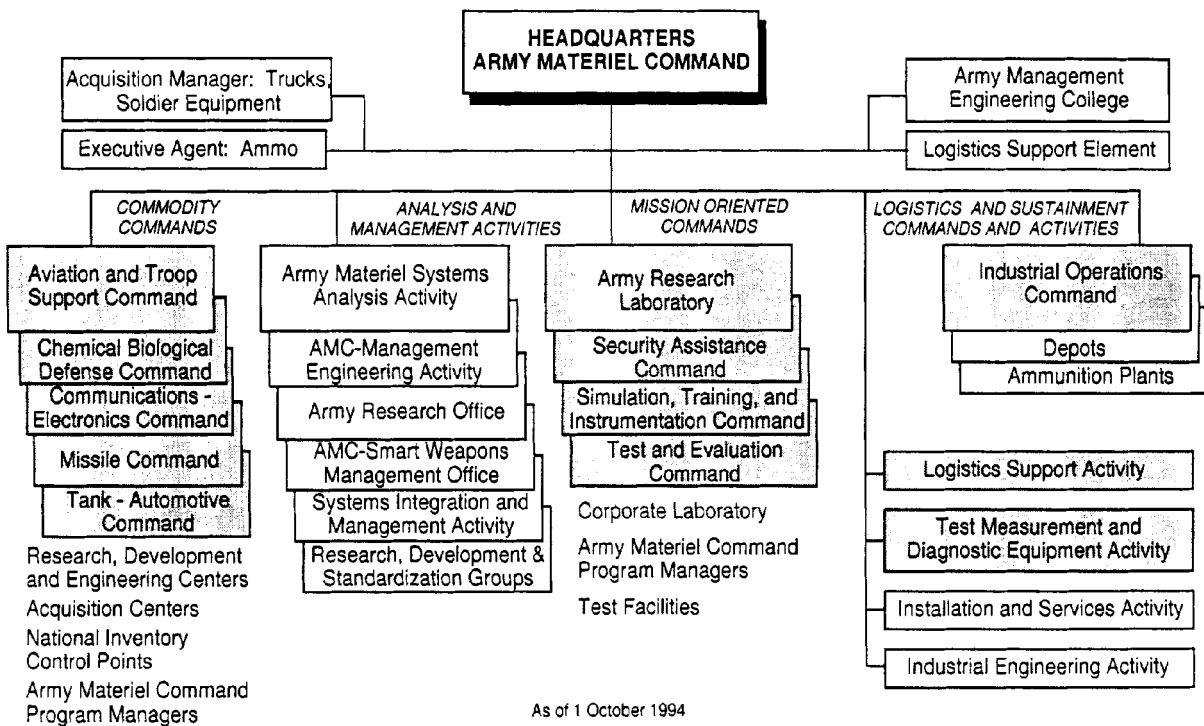 HEADQUARTERS
ARMY MATERIEL COMMAND
Acquisition Manager: Trucks,
Soldier Equipment
Executive Agent: Ammo
Army Management
Engineering College
Logistics Support Element
COMMODITY
COMMANDS
Aviation and Troop
Support Command
Chemical Biological
Defense Command
Communications -
Electronics Command
Missile Command
Tank - Automotive
Command
Research, Development
and Engineering Centers
Acquisition Centers
National Inventory
Control Points
Army Materiel Command
Program Managers
ANALYSIS AND
MANAGEMENT ACTIVITIES
Army Materiel Systems
Analysis Activity
AMC-Management
Engineering Activity
Army Research Office
AMC-Smart Weapons
Management Office
Systems Integration and
Management Activity
Research, Development &
Standardization Groups
MISSION ORIENTED
COMMANDS
Army Research
Laboratory
Security Assistance
Command
Simulation, Training, and
Instrumentation Command
Test and Evaluation
Command
Corporate Laboratory
Army Materiel Command
Program Managers
Test Facilities
LOGISTICS AND SUSTAINMENT
COMMANDS AND ACTIVITIES
Industrial Operations
Command
Depots
Ammunition Plants
Logistics Support Activity
Test Measurement and
Diagnostic Equipment Activity
Installation and Services Activity
Industrial Engineering Activity
As of 1 October 1994